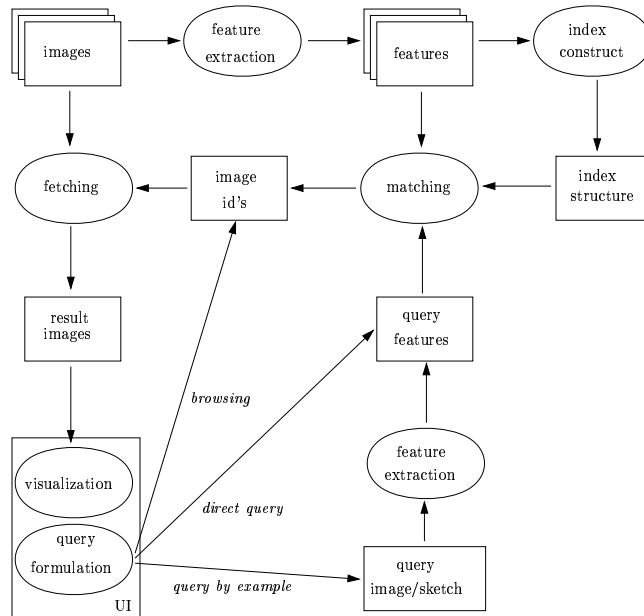 images
feature
extraction
features
index
construct
fetching
image
id's
matching
index
structure
result
images
query
features
browsing
direct query
feature
extraction
visualization
query
formulation
query by example
query
image/sketch
UI